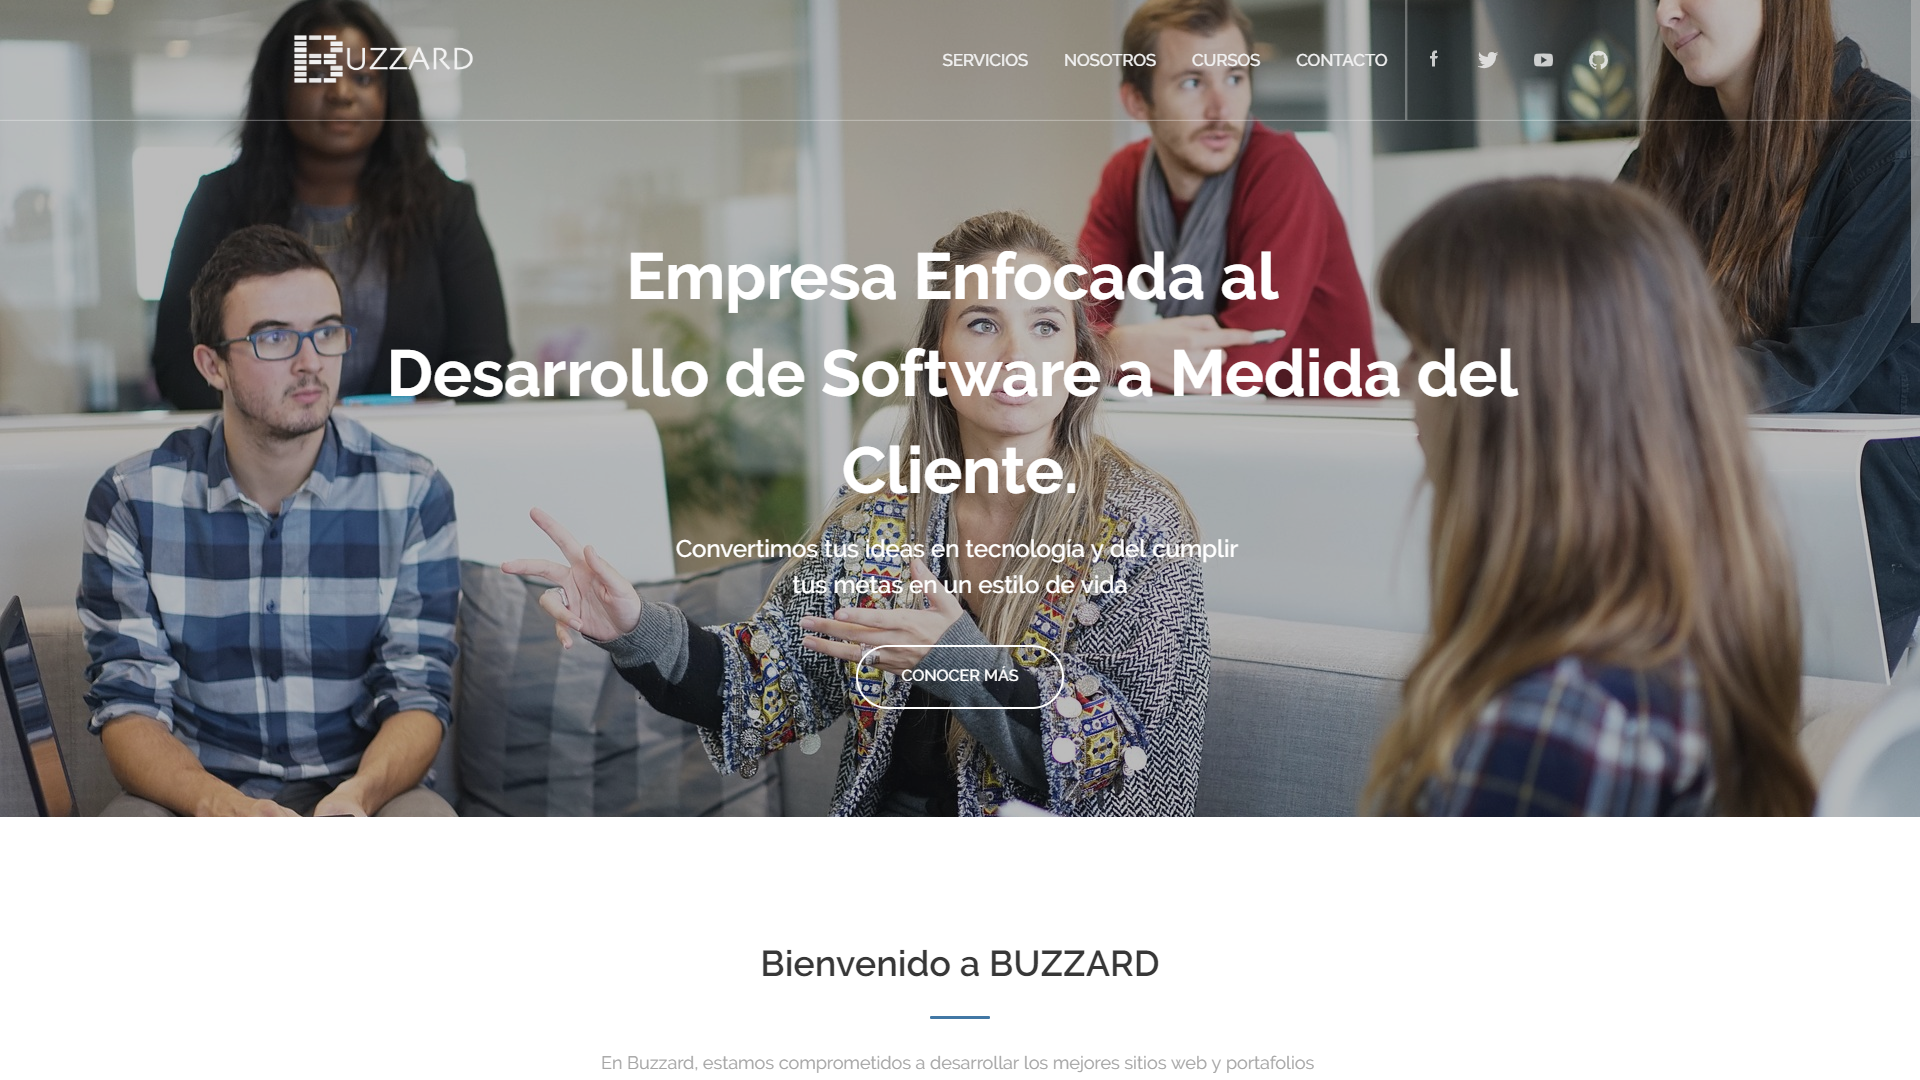 BUZZARD
SERVICIOS NOSOTROS CURSOS CONTACTO
Empresa Enfocada al
Desarrollo de Software a Medida del
Cliente.
Convertimos tus ideas en tecnología y del cumplir
tus metas en un estilo de vida
CONOCER MÁS
Bienvenido a BUZZARD
En Buzzard, estamos comprometidos a desarrollar los mejores sitios web y portafolios